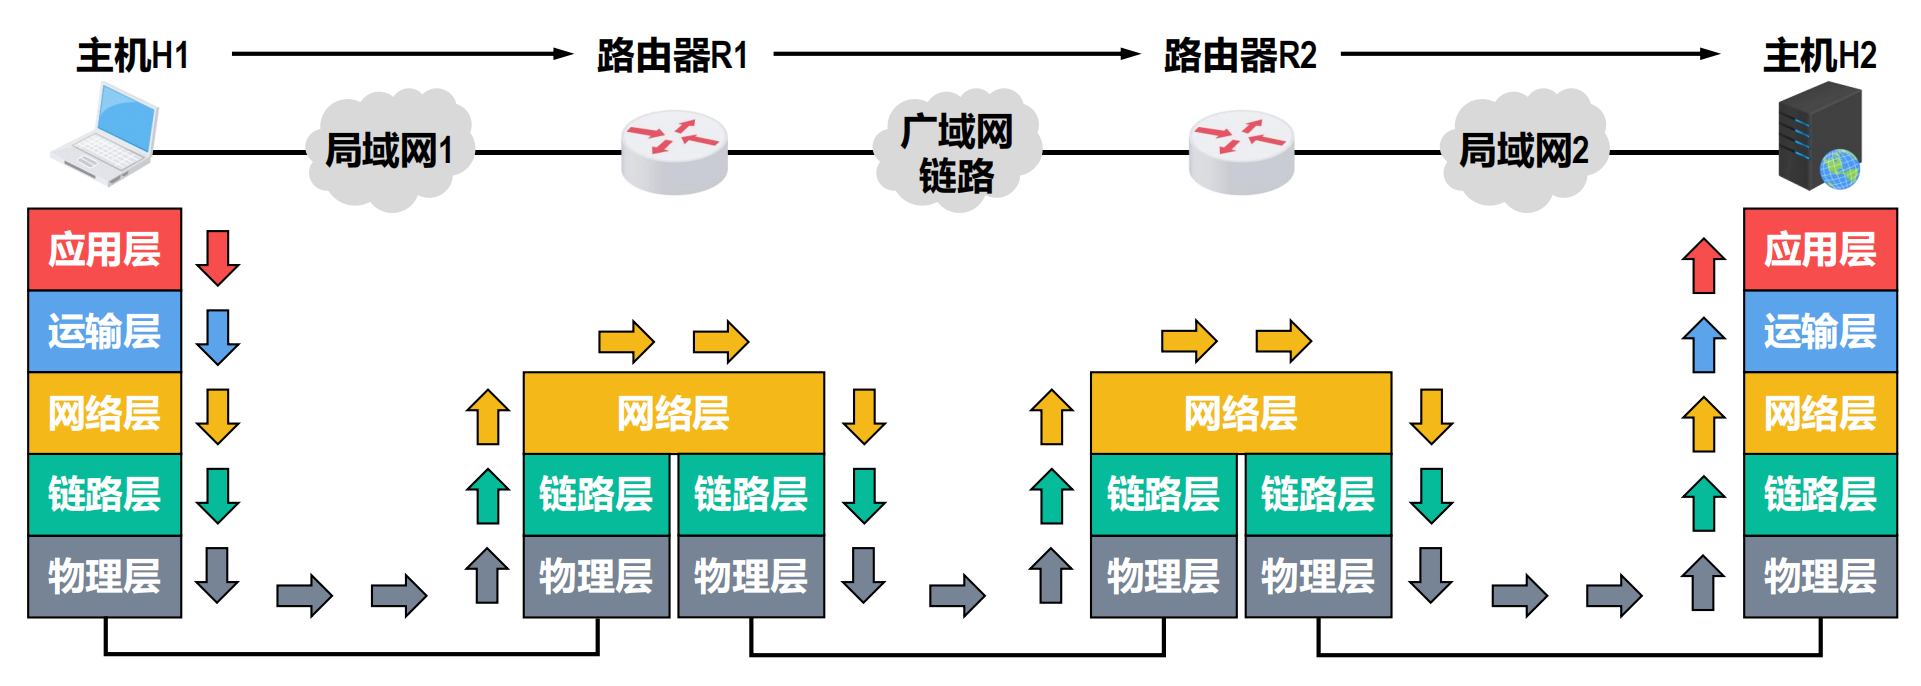 主机H1
路由器R1
路由器R2
主机H2
局域网1
广域网
链路
局域网2
应用层
运输层
网络层
链路层
物理层
网络层
链路层
链路层
物理层
物理层
网络层
链路层
链路层
物理层
物理层
应用层
运输层
网络层
链路层
物理层